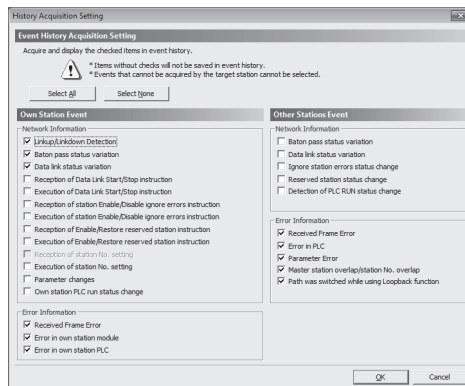 History Acquisition Setting
Event History Acquisition Setting
Acquire and display the checked items in event history.
* Items without checks will not be saved in event history.
* Events that cannot be acquired by the target station cannot be selected.
Select All
Select None
Own Station Event
Network Information
Linkup/Linkdown Detection
Baton pass status variation
Data link status variation
Reception of Data Link Start/Stop instruction
Execution of Data Link Start/Stop instruction
Reception of station Enable/Disable ignore errors instruction
Execution of station Enable/Disable ignore errors instruction
Reception of Enable/Restore reserved station instruction
Execution of Enable/Restore reserved station instruction
Reception of station No. setting
Execution of station No. setting
Parameter changes
Own station PLC run status change
Error Information
Received Frame Error
Error in own station module
Error in own station PLC
Other Stations Event
Network Information
Baton pass status variation
Data link status variation
Ignore station errors status change
Reserved station status change
Detection of PLC RUN status change
Error Information
Received Frame Error
Error in PLC
Parameter Error
Master station overlap/station No. overlap
Path was switched while using Loopback function
OK
Cancel